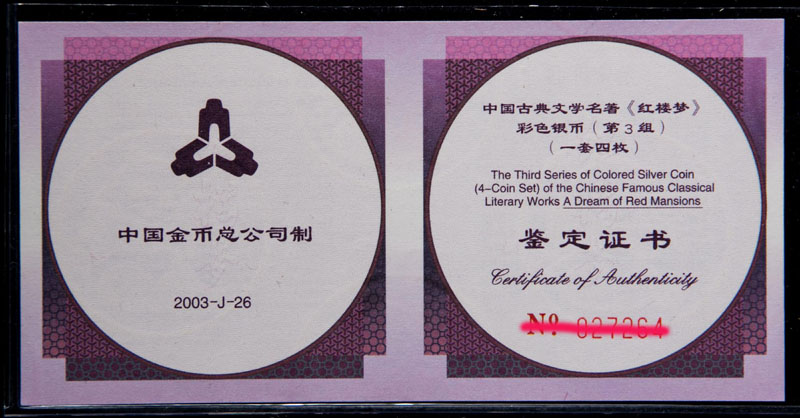 中国金币总公司制
2003-J-26
中国古典文学名著《红楼梦》
彩色银币（第3组）
（一套四枚）
The Third Series of Colored Silver Coin
(4-Coin Set) of the Chinese Famous Classical
Literary Works A Dream of Red Mansions
鉴定证书
Certificate of Authenticity
No. 027264